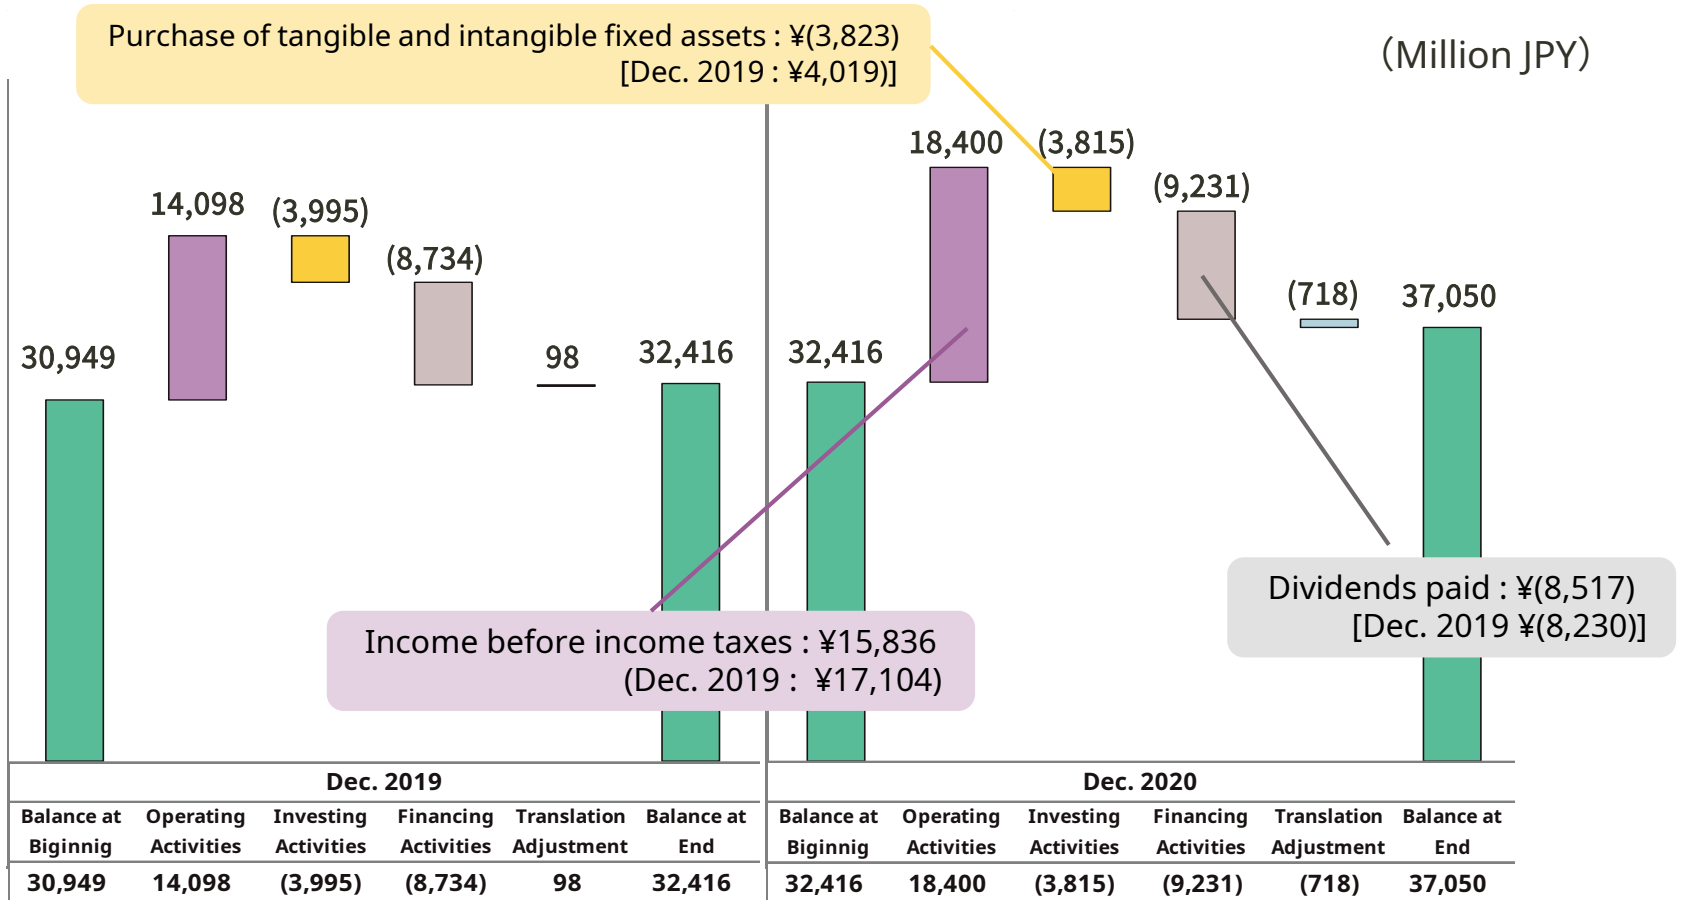 Purchase of tangible and intangible fixed assets : ¥(3,823)
[Dec. 2019 : ¥4,019)]
（Million JPY）
18,400 (3,815)
(9,231)
14,098 (3,995)
(8,734)
(718) 37,050
30,949 98 32,416 32,416
Dividends paid : ¥(8,517)
[Dec. 2019 ¥(8,230)]
Income before income taxes : ¥15,836
(Dec. 2019 : ¥17,104)
Dec. 2019 Dec. 2020
Balance at Operating Investing Financing Translation Balance at Balance at Operating Investing Financing Translation Balance at
Biginnig Activities Activities Activities Adjustment End Biginnig Activities Activities Activities Adjustment End
30,949 14,098 (3,995) (8,734) 98 32,416 32,416 18,400 (3,815) (9,231) (718) 37,050